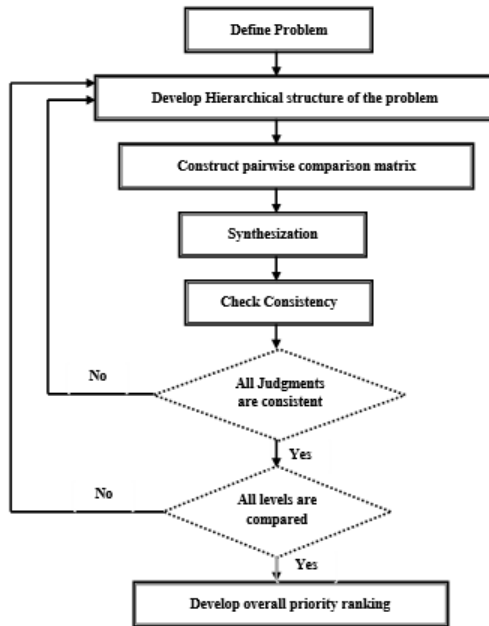 Define Problem
Develop Hierarchical structure of the problem
Construct pairwise comparison matrix
Synthesization
Check Consistency
No
All Judgments
are consistent
Yes
No
All levels are
compared
Yes
Develop overall priority ranking